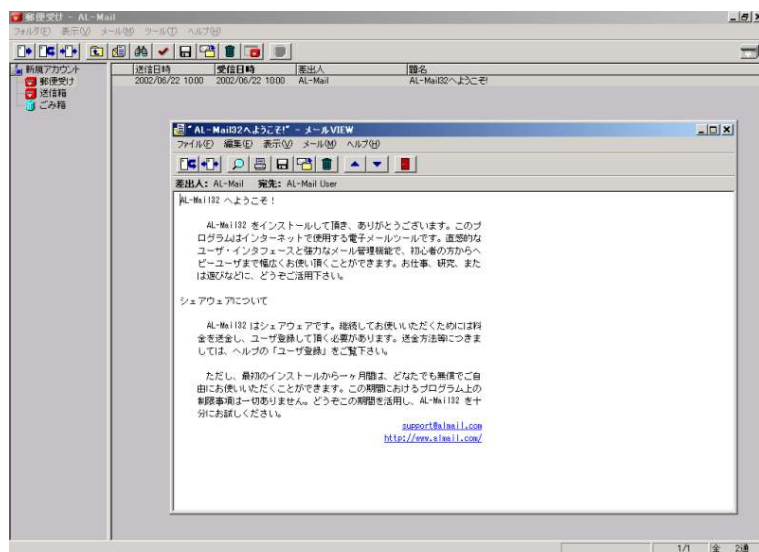 郵便受け - AL-Mail
フォルダ(F) 表示(V) メール(M) ツール(T) ヘルプ(H)
新規アカウント
郵便受け
送信箱
ごみ箱
送信日時 受信日時 差出人 題名
2002/06/22 10:00 2002/06/22 10:00 AL-Mail AL-Mail32へようこそ!
"AL-Mail32へようこそ!" - メールVIEW
ファイル(F) 編集(E) 表示(V) メール(M) ヘルプ(H)
差出人: AL-Mail 宛先: AL-Mail User
AL-Mail32 へようこそ！
AL-Mail32 をインストールして頂き、ありがとうございます。このプ
ログラムはインターネットで使用する電子メールツールです。直感的な
ユーザ・インタフェースと強力なメール管理機能で、初心者の方からヘ
ビーユーザまで幅広くお使い頂くことができます。お仕事、研究、また
は遊びなどに、どうぞご活用下さい。
シェアウェアについて
AL-Mail32 はシェアウェアです。継続してお使いいただくためには料
金を送金し、ユーザ登録して頂く必要があります。送金方法等につきま
しては、ヘルプの「ユーザ登録」をご覧下さい。
ただし、最初のインストールから一ヶ月間は、どなたでも無償でご自
由にお使いいただくことができます。この期間におけるプログラム上の
制限事項は一切ありません。どうぞこの期間を活用し、AL-Mail32 を十
分にお試しください。
support@almail.com
http://www.almail.com/
1/1 全 2通